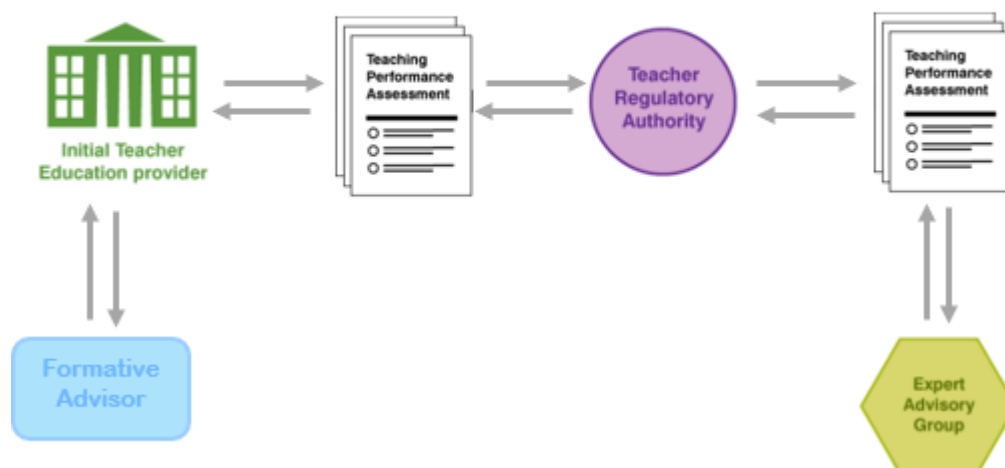 Initial Teacher
Education provider
Teaching
Performance
Assessment
Teacher
Regulatory
Authority
Teaching
Performance
Assessment
Formative
Advisor
Expert
Advisory
Group